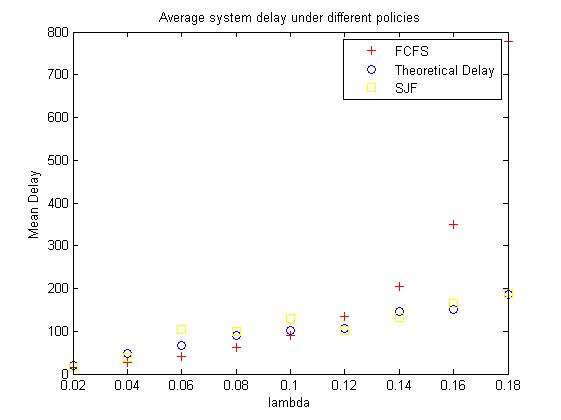 Average system delay under different policies
FCFS
Theoretical Delay
SJF
Mean Delay
800
700
600
500
400
300
200
100
0
0.02 0.04 0.06 0.08 0.1 0.12 0.14 0.16 0.18
lambda